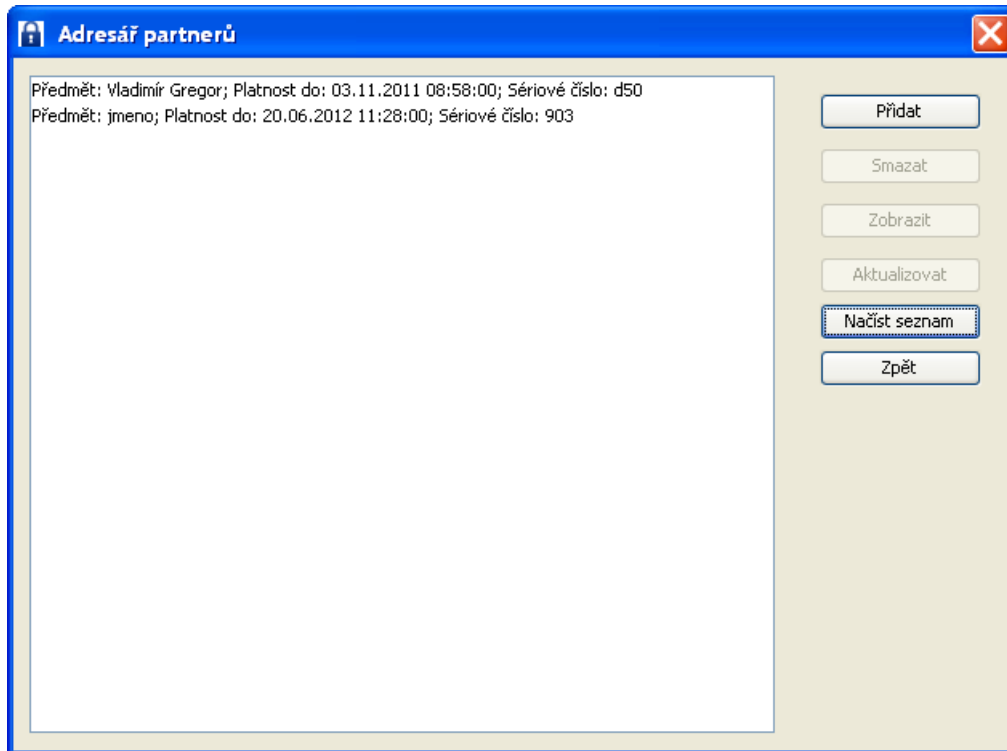 Adresář partnerů
Předmět: Vladimír Gregor; Platnost do: 03.11.2011 08:58:00; Sériové číslo: d50
Předmět: jmeno; Platnost do: 20.06.2012 11:28:00; Sériové číslo: 903
Přidat
Smazat
Zobrazit
Aktualizovat
Načíst seznam
Zpět